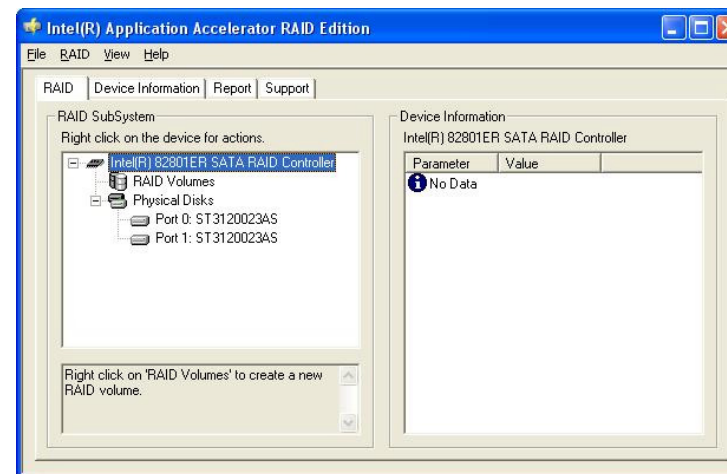 Intel(R) Application Accelerator RAID Edition
File RAID View Help
RAID Device Information Report Support
RAID SubSystem
Right click on the device for actions.
Intel(R) 82801ER SATA RAID Controller
RAID Volumes
Physical Disks
Port 0: ST3120023AS
Port 1: ST3120023AS
Right click on 'RAID Volumes' to create a new
RAID volume.
Device Information
Intel(R) 82801ER SATA RAID Controller
Parameter Value
No Data